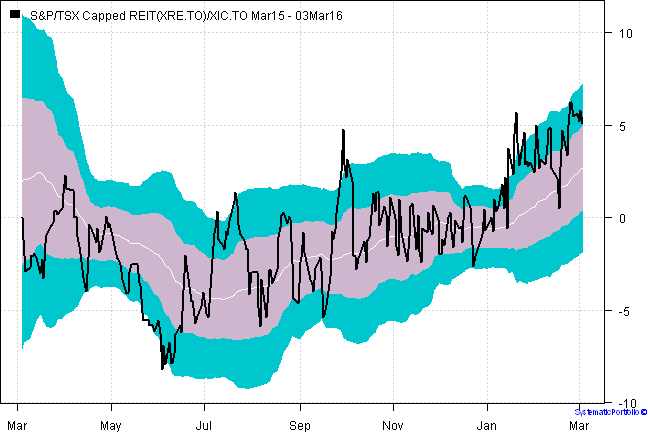 S&P/TSX Capped REIT(XRE.TO)/XIC.TO Mar15 - 03Mar16
10
5
0
-5
-10
SystematicPortfolio ©
Mar May Jul Sep Nov Jan Mar